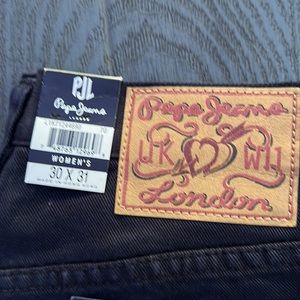 PJL
Pepe Jeans
LONDON
WOMEN'S
30 X 31
MADE IN HONG KONG
Pepe Jeans
UK W11
London